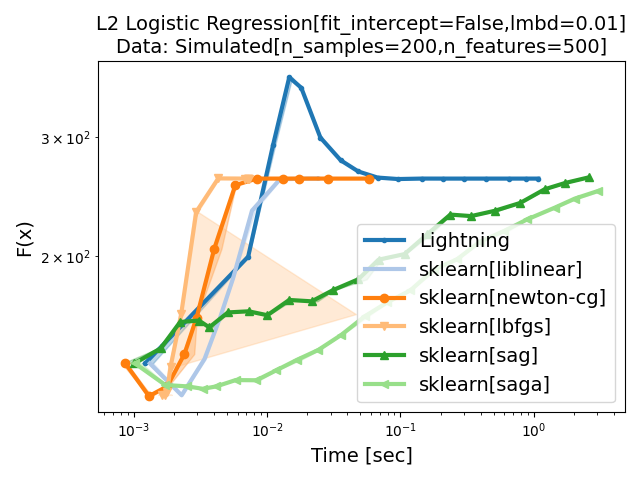 L2 Logistic Regression[fit_intercept=False,lmbd=0.01]
Data: Simulated[n_samples=200,n_features=500]
F(x)
3 × 10²
2 × 10²
Lightning
sklearn[liblinear]
sklearn[newton-cg]
sklearn[lbfgs]
sklearn[sag]
sklearn[saga]
10⁻³ 10⁻² 10⁻¹ 10⁰
Time [sec]